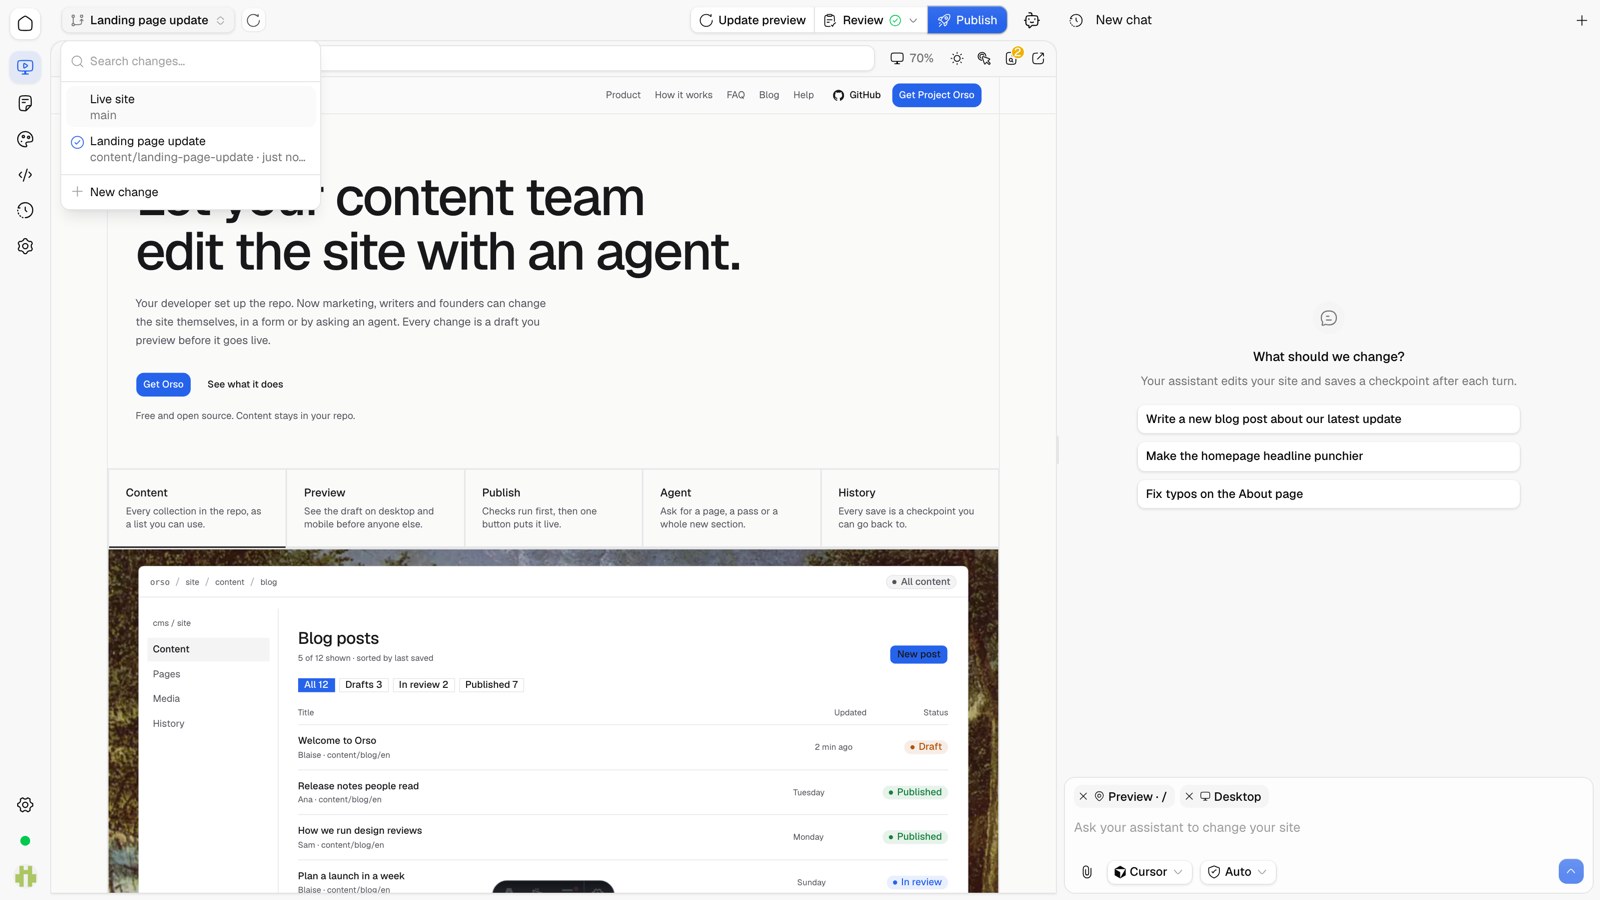 Landing page update
Update preview
Review
Publish
New chat
Search changes...
Live site
main
Landing page update
content/landing-page-update · just no...
New change
70%
2
Product
How it works
FAQ
Blog
Help
GitHub
Get Project Orso
Let your content team
edit the site with an agent.
Your developer set up the repo. Now marketing, writers and founders can change
the site themselves, in a form or by asking an agent. Every change is a draft you
preview before it goes live.
Get Orso
See what it does
Free and open source. Content stays in your repo.
Content
Every collection in the repo, as
a list you can use.
Preview
See the draft on desktop and
mobile before anyone else.
Publish
Checks run first, then one
button puts it live.
Agent
Ask for a page, a pass or a
whole new section.
History
Every save is a checkpoint you
can go back to.
orso / site / content / blog
All content
cms / site
Content
Pages
Media
History
Blog posts
5 of 12 shown · sorted by last saved
New post
All 12
Drafts 3
In review 2
Published 7
Title
Updated
Status
Welcome to Orso
Blaise · content/blog/en
2 min ago
Draft
Release notes people read
Ana · content/blog/en
Tuesday
Published
How we run design reviews
Sam · content/blog/en
Monday
Published
Plan a launch in a week
Blaise · content/blog/en
Sunday
In review
What should we change?
Your assistant edits your site and saves a checkpoint after each turn.
Write a new blog post about our latest update
Make the homepage headline punchier
Fix typos on the About page
Preview · /
Desktop
Ask your assistant to change your site
Cursor
Auto